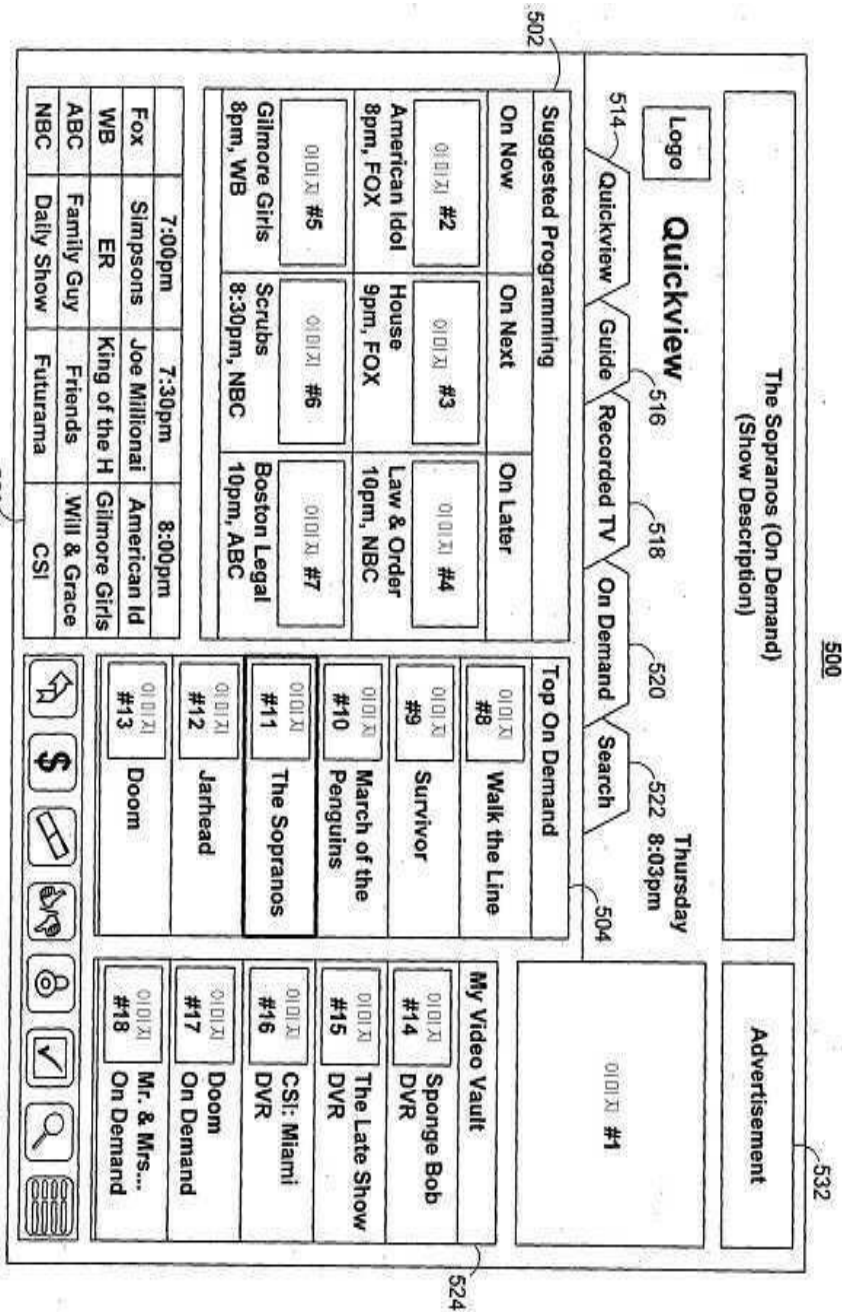 500
The Sopranos (On Demand)
(Show Description)
Advertisement
532
Logo
Quickview
Thursday
8:03pm
이미지 #1
514
Quickview
Guide
516
Recorded TV
518
On Demand
520
Search
522
502
Suggested Programming
On Now
On Next
On Later
이미지 #2
이미지 #3
이미지 #4
American Idol
8pm, FOX
House
9pm, FOX
Law & Order
10pm, NBC
이미지 #5
이미지 #6
이미지 #7
Gilmore Girls
8pm, WB
Scrubs
8:30pm, NBC
Boston Legal
10pm, ABC
504
Top On Demand
이미지
#8
Walk the Line
이미지
#9
Survivor
이미지
#10
March of the
Penguins
이미지
#11
The Sopranos
이미지
#12
Jarhead
이미지
#13
Doom
My Video Vault
이미지
#14
Sponge Bob
DVR
이미지
#15
The Late Show
DVR
이미지
#16
CSI: Miami
DVR
이미지
#17
Doom
On Demand
이미지
#18
Mr. & Mrs...
On Demand
524
7:00pm 7:30pm 8:00pm
Fox Simpsons Joe Millionai American Id
WB ER King of the H Gilmore Girls
ABC Family Guy Friends Will & Grace
NBC Daily Show Futurama CSI
$